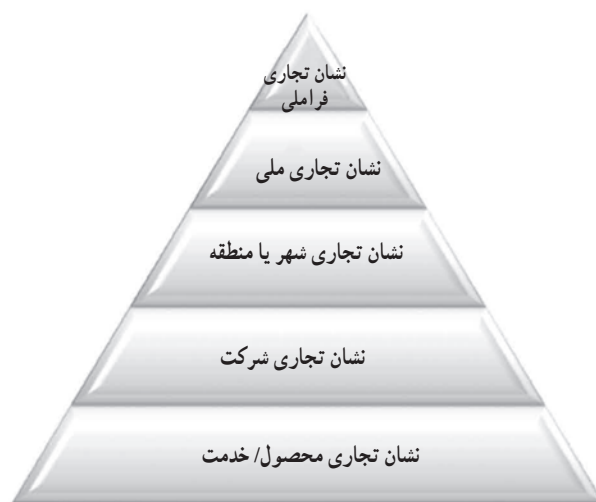 نشان تجاری
فراملی
نشان تجاری ملی
نشان تجاری شهر یا منطقه
نشان تجاری شرکت
نشان تجاری محصول/ خدمت